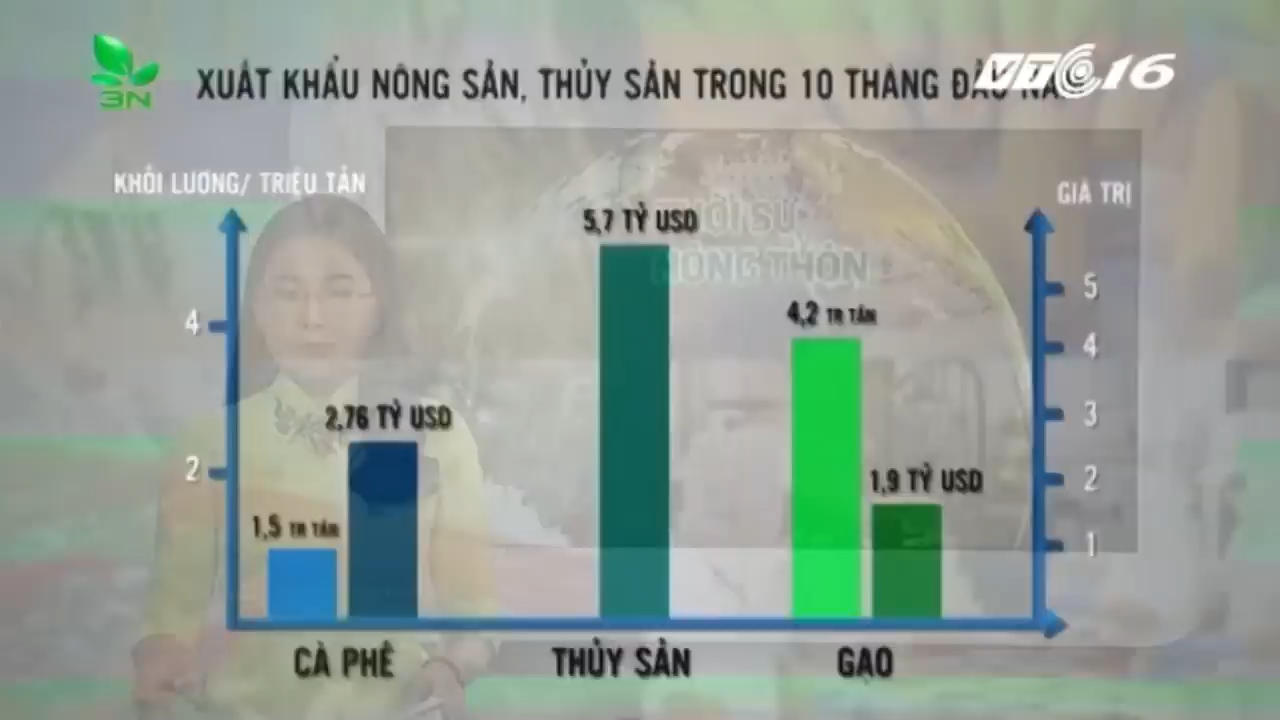 3N
VTC16
XUẤT KHẨU NÔNG SẢN, THỦY SẢN TRONG 10 THÁNG ĐẦU
KHỐI LƯỢNG/ TRIỆU TẤN
GIÁ TRỊ
5,7 TỶ USD
NÔNG THÔN
5
4,2 TR TẤN
4
4
2,76 TỶ USD
3
2
1,9 TỶ USD
2
1,5 TR TẤN
1
CÀ PHÊ
THỦY SẢN
GẠO